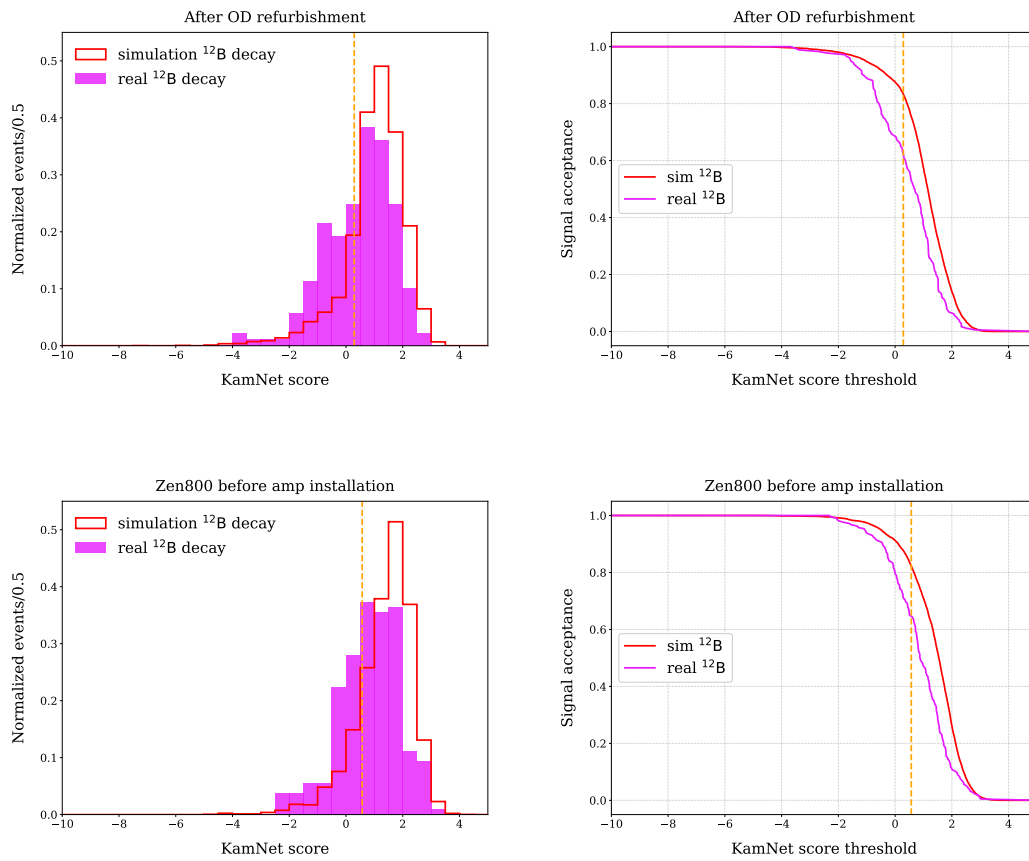 After OD refurbishment
Normalized events/0.5
0.5
0.4
0.3
0.2
0.1
0.0
simulation ¹²B decay
real ¹²B decay
−10 −8 −6 −4 −2 0 2 4
KamNet score
After OD refurbishment
Signal acceptance
1.0
0.8
0.6
0.4
0.2
0.0
sim ¹²B
real ¹²B
−10 −8 −6 −4 −2 0 2 4
KamNet score threshold
Zen800 before amp installation
Normalized events/0.5
0.5
0.4
0.3
0.2
0.1
0.0
simulation ¹²B decay
real ¹²B decay
−10 −8 −6 −4 −2 0 2 4
KamNet score
Zen800 before amp installation
Signal acceptance
1.0
0.8
0.6
0.4
0.2
0.0
sim ¹²B
real ¹²B
−10 −8 −6 −4 −2 0 2 4
KamNet score threshold